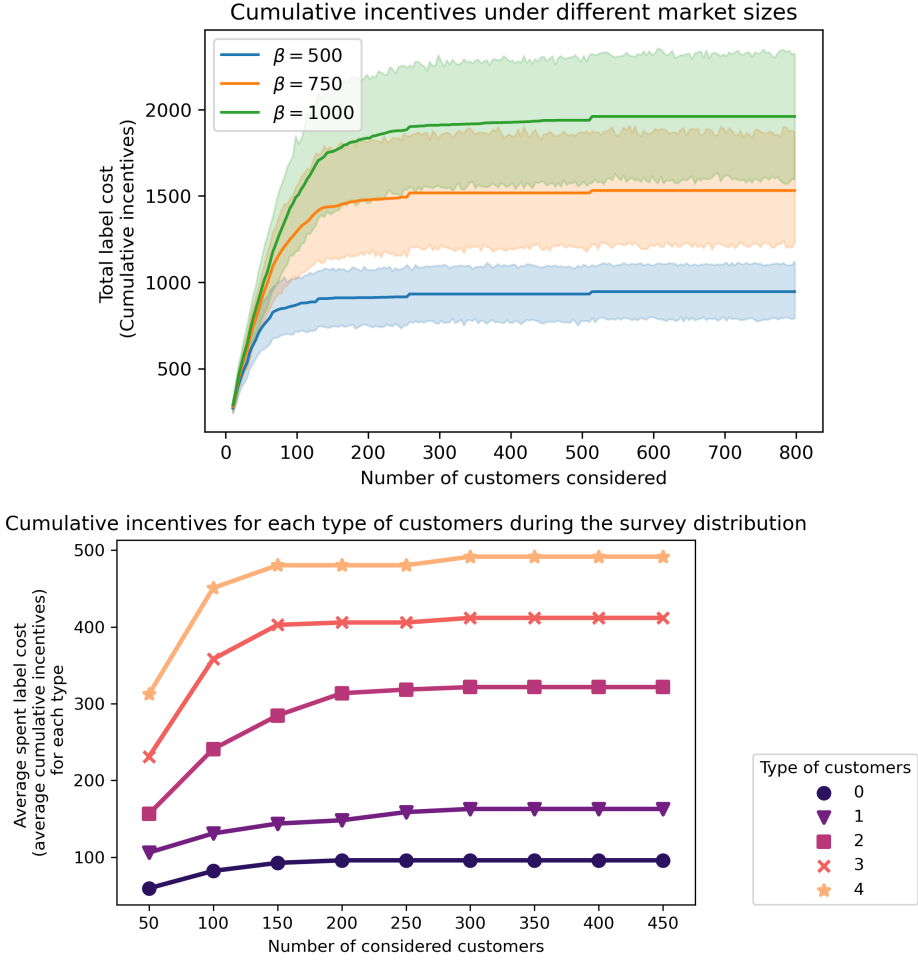 Cumulative incentives under different market sizes
β = 500
β = 750
β = 1000
2000
1500
1000
500
Total label cost
(Cumulative incentives)
0 100 200 300 400 500 600 700 800
Number of customers considered
Cumulative incentives for each type of customers during the survey distribution
500
400
300
200
100
Average spent label cost
(average cumulative incentives)
for each type
50 100 150 200 250 300 350 400 450
Number of considered customers
Type of customers
0
1
2
3
4